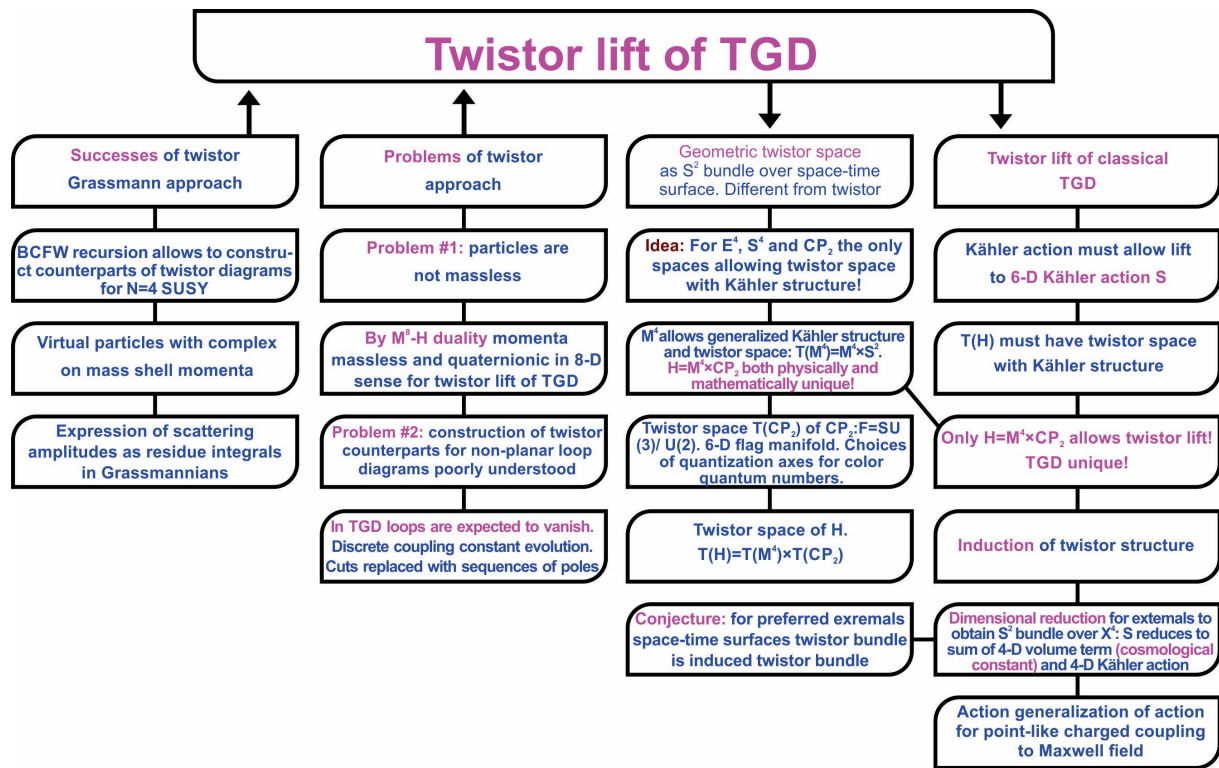 Twistor lift of TGD
Successes of twistor
Grassmann approach
BCFW recursion allows to constru-
ct counterparts of twistor diagrams
for N=4 SUSY
Virtual particles with complex
on mass shell momenta
Expression of scattering
amplitudes as residue integrals
in Grassmannians
Problems of twistor
approach
Problem #1: particles are
not massless
By M⁸-H duality momenta
massless and quaternionic in 8-D
sense for twistor lift of TGD
Problem #2: construction of twistor
counterparts for non-planar loop
diagrams poorly understood
In TGD loops are expected to vanish.
Discrete coupling constant evolution.
Cuts replaced with sequences of poles
Geometric twistor space
as S² bundle over space-time
surface. Different from twistor
Idea: For E⁴, S⁴ and CP₂ the only
spaces allowing twistor space
with Kähler structure!
M⁴allows generalized Kähler structure
and twistor space: T(M⁴)=M⁴×S².
H=M⁴×CP₂ both physically and
mathematically unique!
Twistor space T(CP₂) of CP₂:F=SU
(3)/ U(2). 6-D flag manifold. Choices
of quantization axes for color
quantum numbers.
Twistor space of H.
T(H)=T(M⁴)×T(CP₂)
Conjecture: for preferred exremals
space-time surfaces twistor bundle
is induced twistor bundle
Twistor lift of classical
TGD
Kähler action must allow lift
to 6-D Kähler action S
T(H) must have twistor space
with Kähler structure
Only H=M⁴×CP₂ allows twistor lift!
TGD unique!
Induction of twistor structure
Dimensional reduction for extemals to
obtain S² bundle over X⁴: S reduces to
sum of 4-D volume term (cosmological
constant) and 4-D Kähler action
Action generalization of action
for point-like charged coupling
to Maxwell field